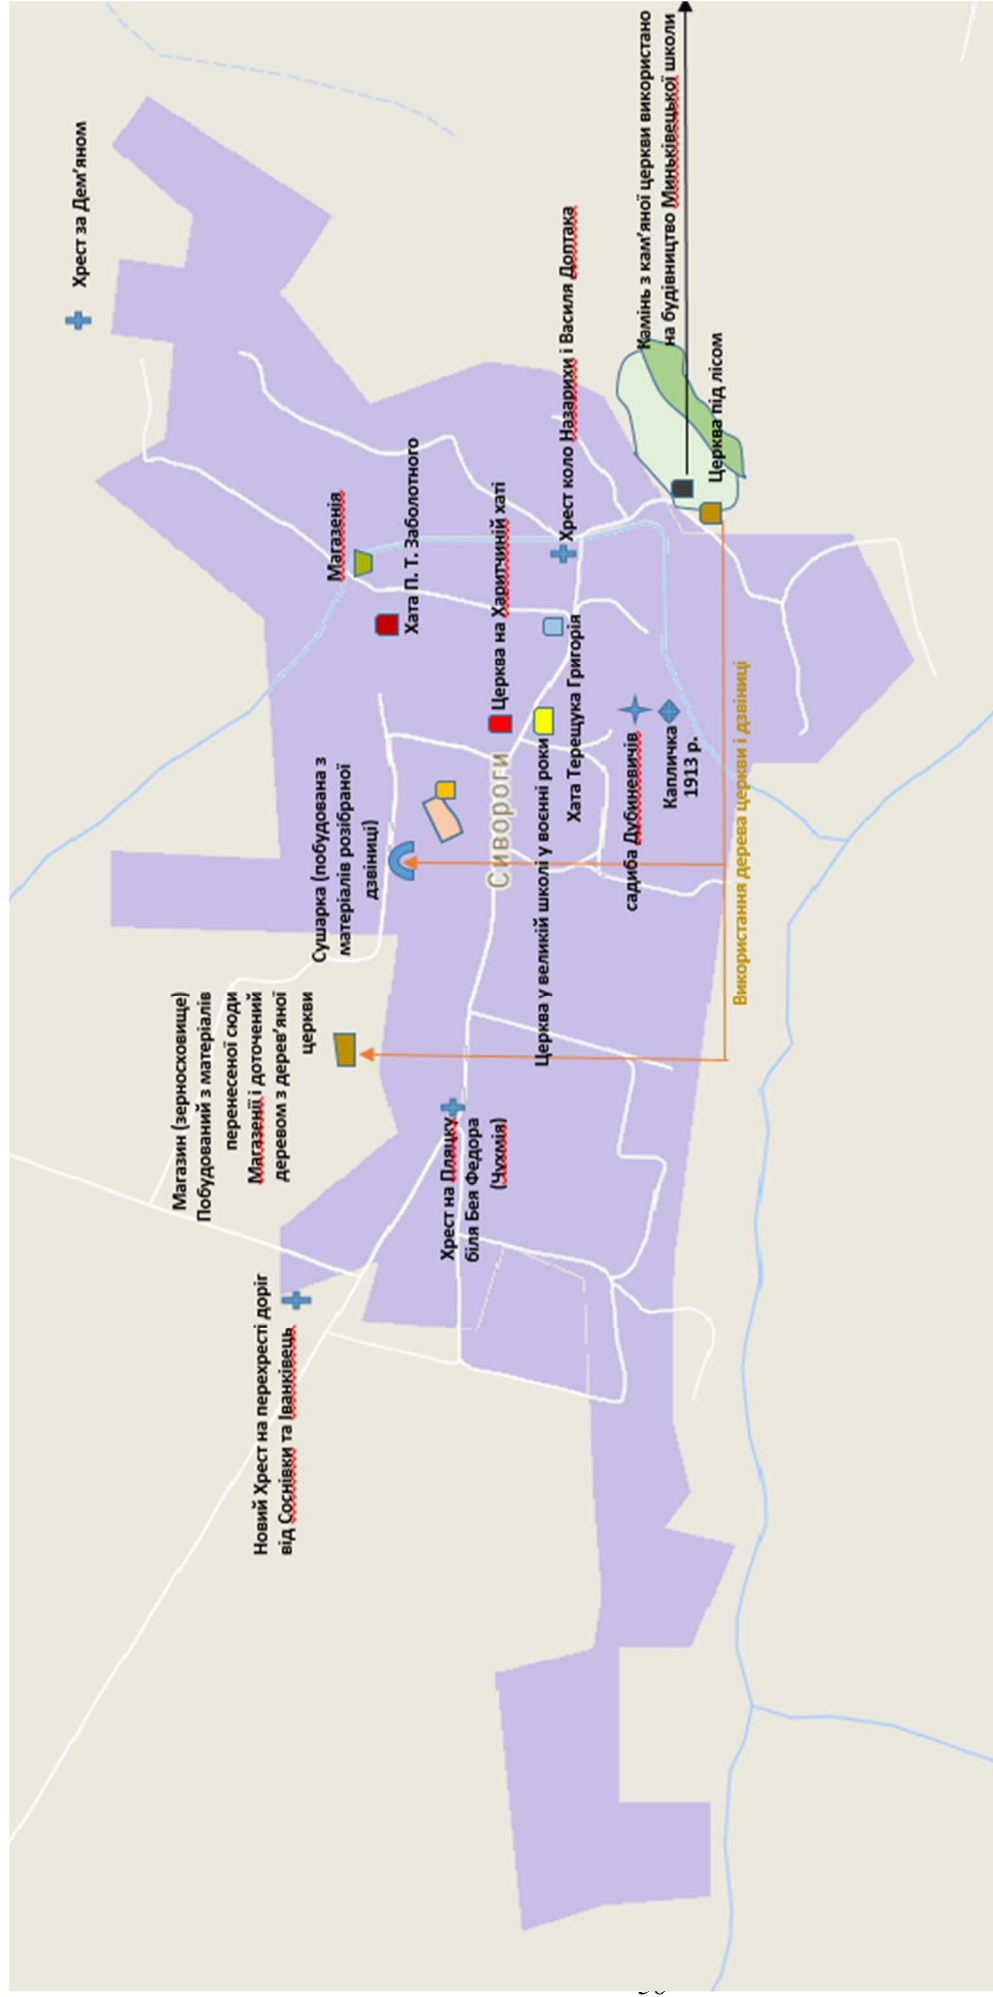 Хрест за Дем’яном
Камінь з кам’яної церкви використано
на будівництво Миньківецької школи
Магазенія
Хата П. Т. Заболотного
Церква на Харитчиній хаті
Хрест коло Назарихи і Василя Доптака
Церква під лісом
Сушарка (побудована з
матеріалів розібраної
дзвіниці)
Сивороги
Церква у великій школі у воєнні роки
Хата Терещука Григорія
садиба Дубиневичів
Капличка
1913 р.
Використання дерева церкви і дзвіниці
Магазин (зерносховище)
Побудований з матеріалів
перенесеної сюди
Магазенії і доточений
деревом з дерев’яної
церкви
Хрест на Пляцку
біля Бея Федора
(Чухмія)
Новий Хрест на перехресті доріг
від Соснівки та Іванківець